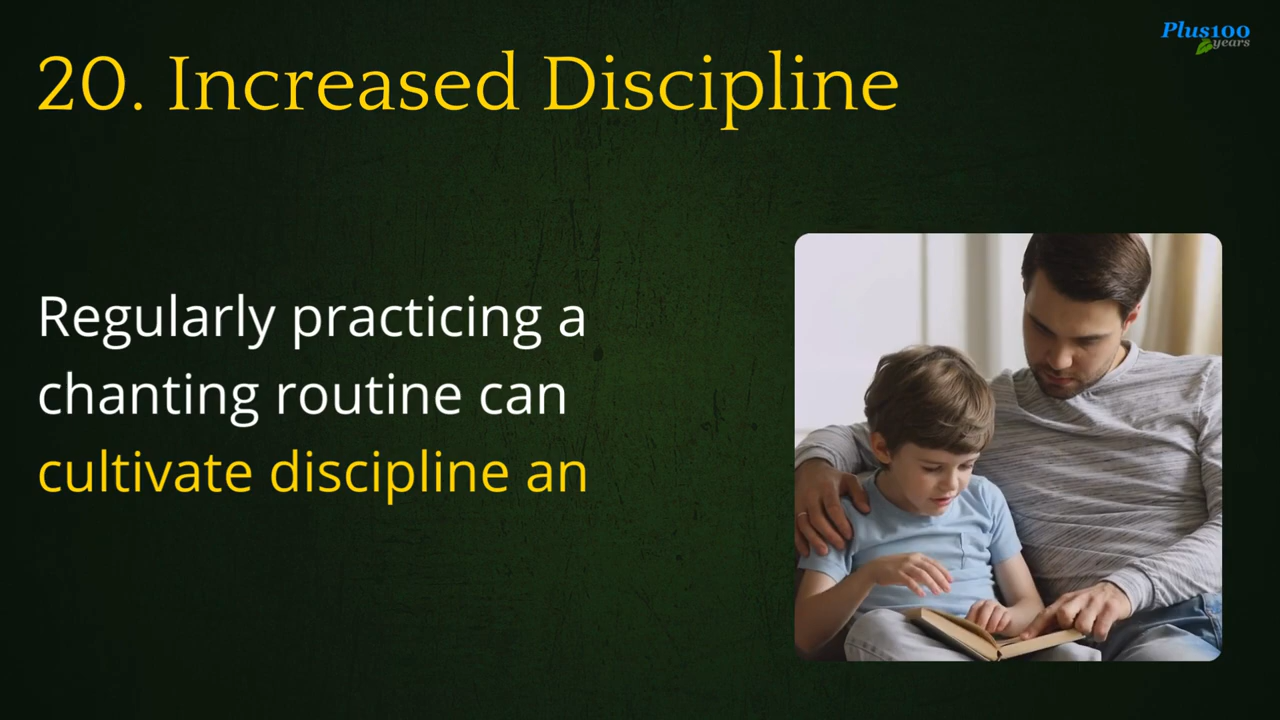 Plus100
years
20. Increased Discipline
Regularly practicing a
chanting routine can
cultivate discipline an